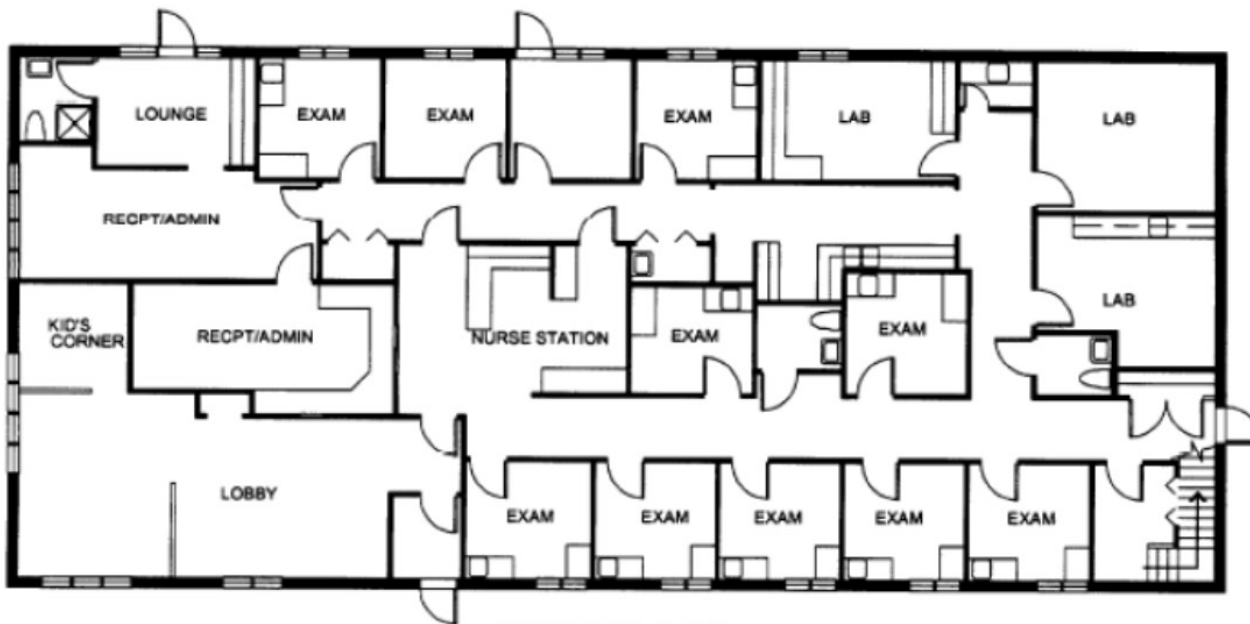 LOUNGE
EXAM
EXAM
EXAM
LAB
LAB
RECPT/ADMIN
LAB
KID'S
CORNER
RECPT/ADMIN
NURSE STATION
EXAM
EXAM
LOBBY
EXAM
EXAM
EXAM
EXAM
EXAM